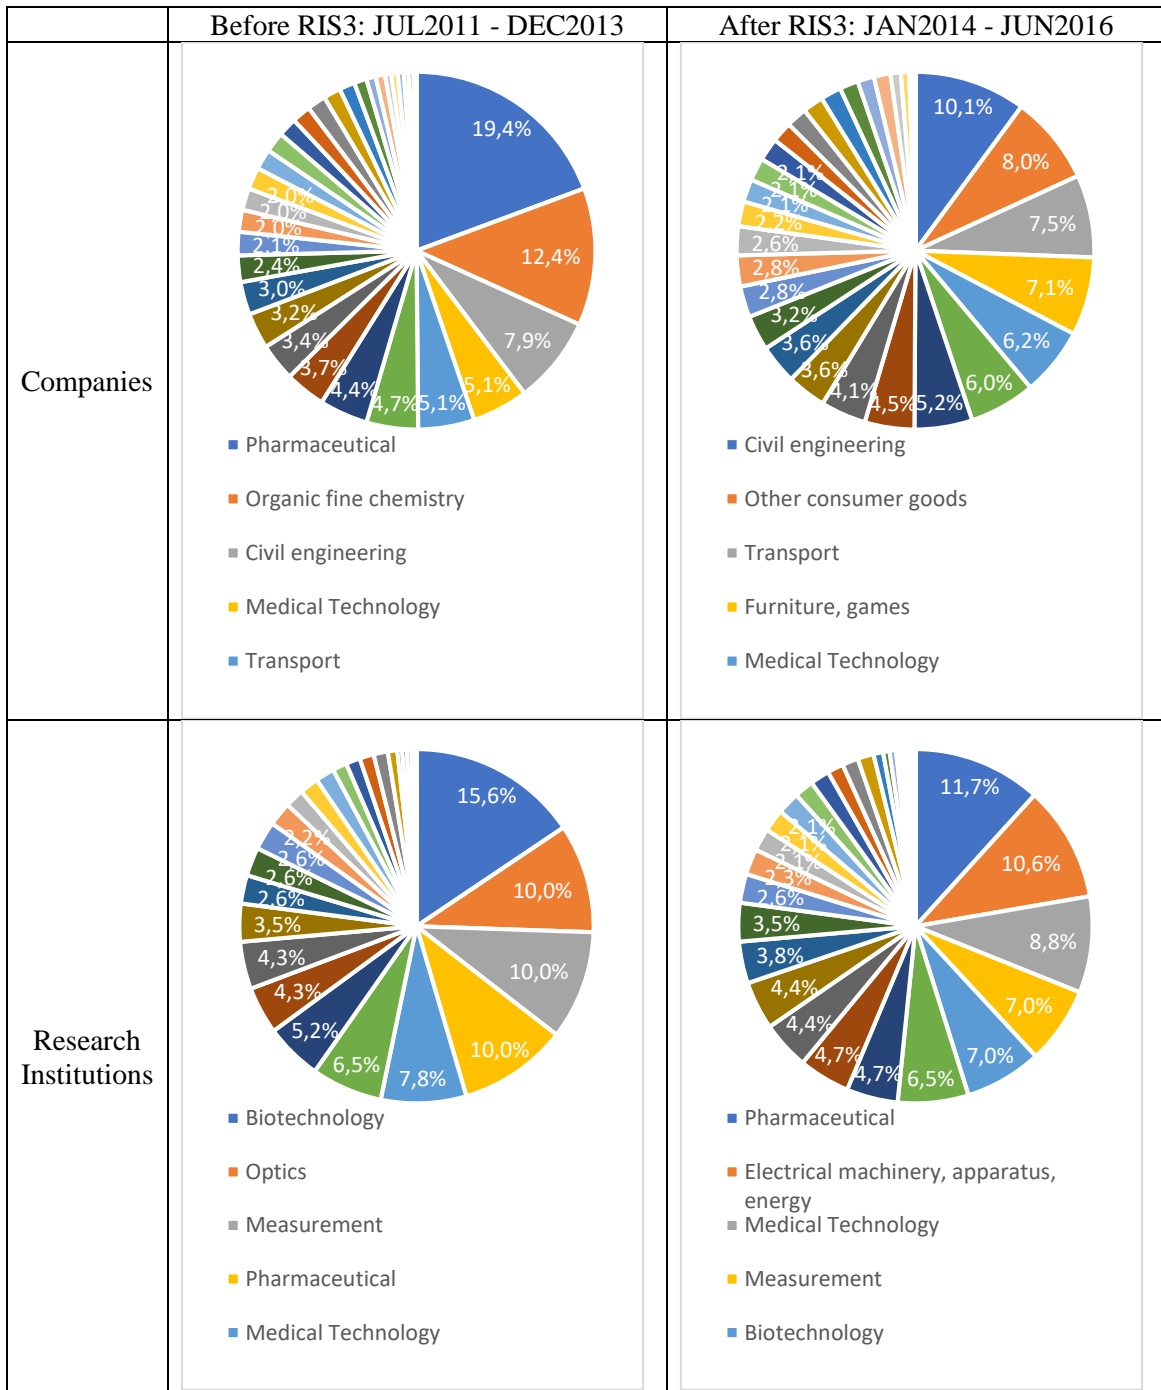 Before RIS3: JUL2011 - DEC2013
After RIS3: JAN2014 - JUN2016
Companies
19,4%
12,4%
7,9%
5,1%
5,1%
4,7%
4,4%
3,7%
3,4%
3,2%
3,0%
2,4%
2,1%
2,0%
2,0%
2,0%
Pharmaceutical
Organic fine chemistry
Civil engineering
Medical Technology
Transport
10,1%
8,0%
7,5%
7,1%
6,2%
6,0%
5,2%
4,5%
4,1%
3,6%
3,6%
3,2%
2,8%
2,8%
2,6%
2,2%
2,1%
2,1%
2,1%
Civil engineering
Other consumer goods
Transport
Furniture, games
Medical Technology
Research
Institutions
15,6%
10,0%
10,0%
10,0%
7,8%
6,5%
5,2%
4,3%
4,3%
3,5%
2,6%
2,6%
2,6%
2,2%
Biotechnology
Optics
Measurement
Pharmaceutical
Medical Technology
11,7%
10,6%
8,8%
7,0%
7,0%
6,5%
4,7%
4,7%
4,4%
4,4%
3,8%
3,5%
2,6%
2,3%
2,1%
2,1%
2,1%
Pharmaceutical
Electrical machinery, apparatus,
energy
Medical Technology
Measurement
Biotechnology